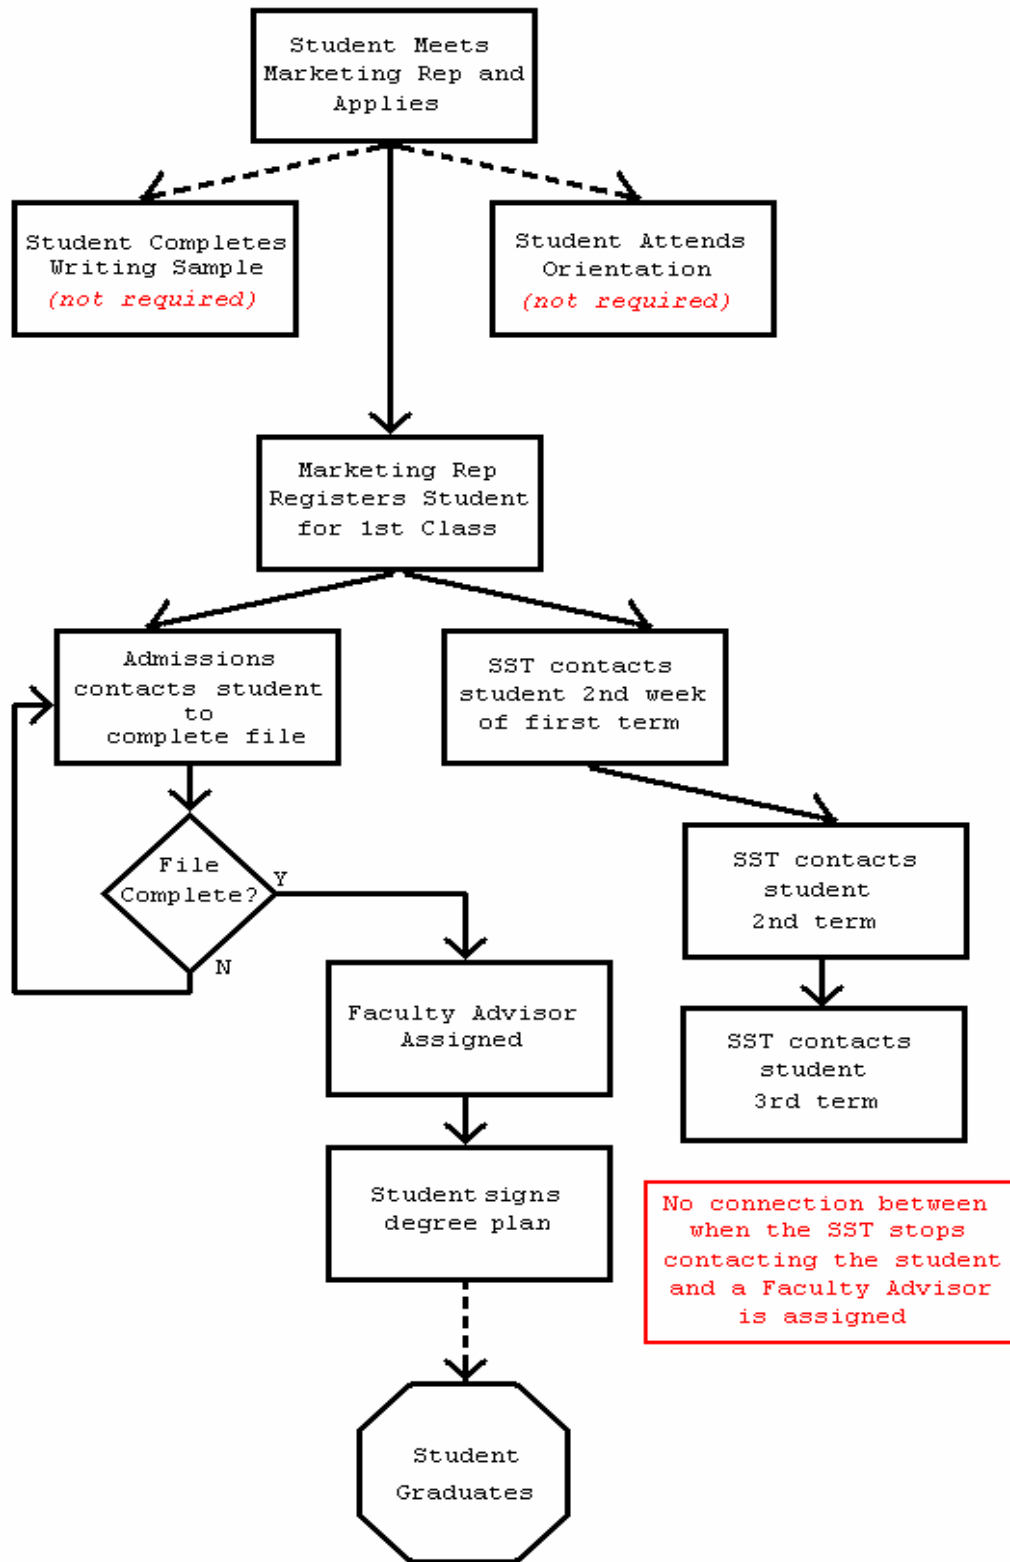 Student Meets
Marketing Rep and
Applies
Student Completes
Writing Sample
(not required)
Student Attends
Orientation
(not required)
Marketing Rep
Registers Student
for 1st Class
Admissions
contacts student
to
complete file
SST contacts
student 2nd week
of first term
File
Complete?
Y
N
SST contacts
student
2nd term
Faculty Advisor
Assigned
SST contacts
student
3rd term
Student signs
degree plan
No connection between
when the SST stops
contacting the student
and a Faculty Advisor
is assigned
Student
Graduates